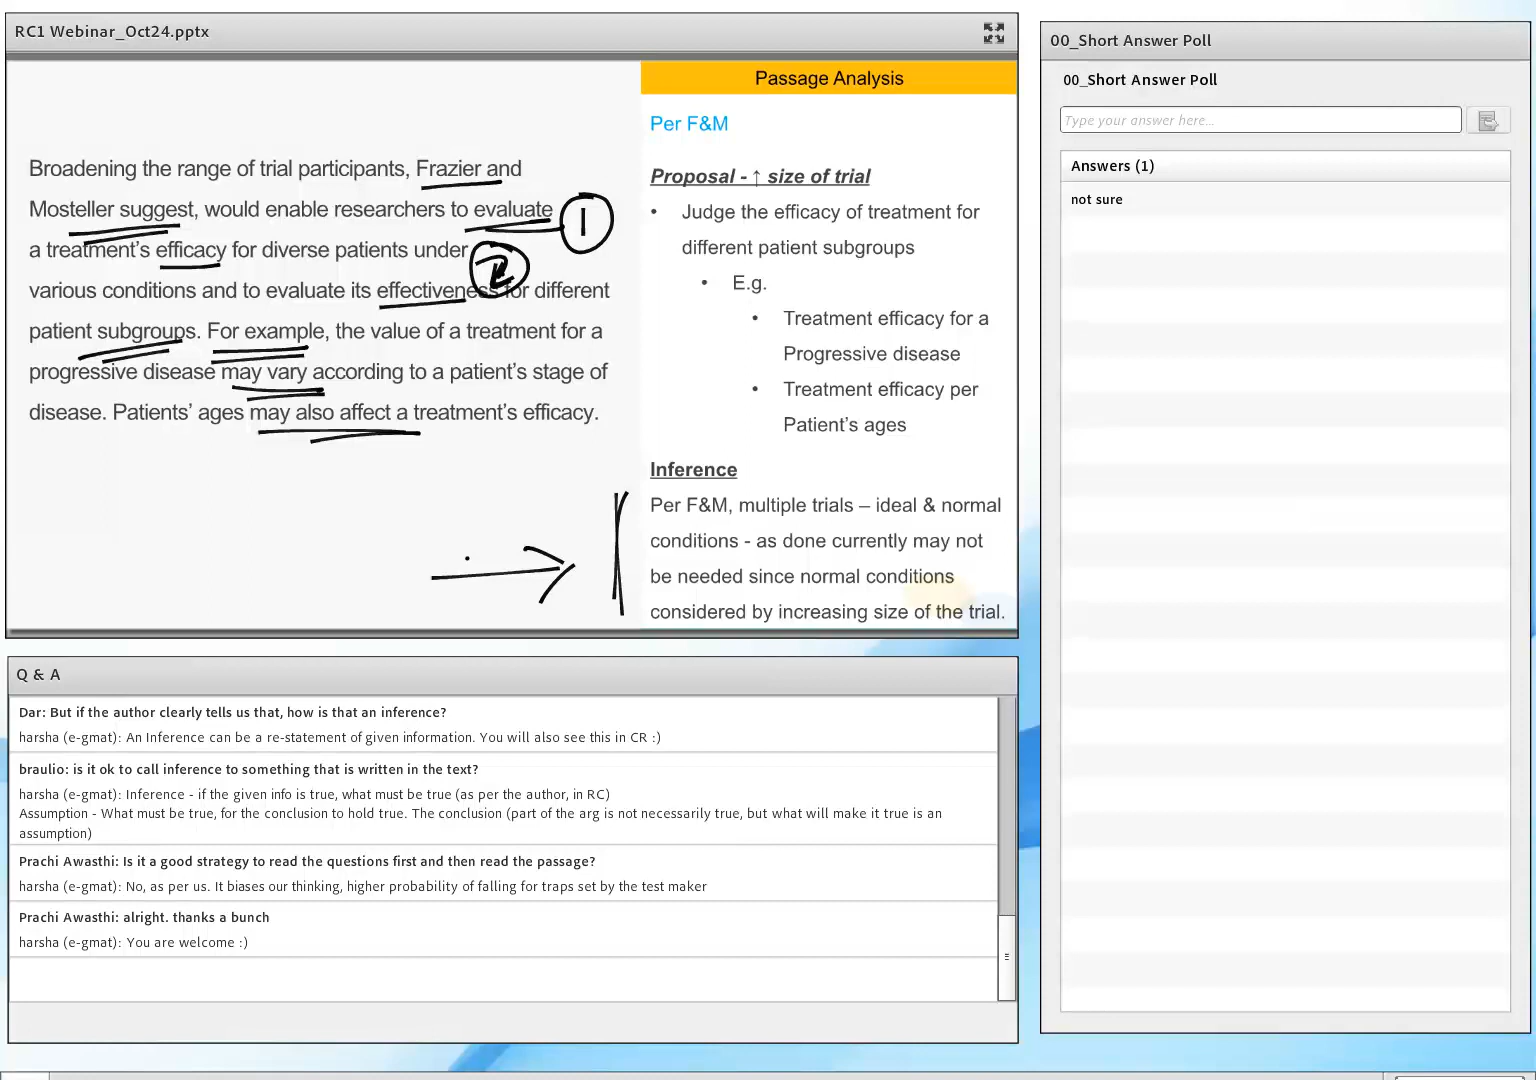 RC1 Webinar_Oct24.pptx
Broadening the range of trial participants, Frazier and
Mosteller suggest, would enable researchers to evaluate
1
a treatment's efficacy for diverse patients under
2
various conditions and to evaluate its effectiveness for different
patient subgroups. For example, the value of a treatment for a
progressive disease may vary according to a patient's stage of
disease. Patients' ages may also affect a treatment's efficacy.
Passage Analysis
Per F&M
Proposal - ↑ size of trial
• Judge the efficacy of treatment for
different patient subgroups
• E.g.
• Treatment efficacy for a
Progressive disease
• Treatment efficacy per
Patient's ages
Inference
Per F&M, multiple trials – ideal & normal
conditions - as done currently may not
be needed since normal conditions
considered by increasing size of the trial.
Q & A
Dar: But if the author clearly tells us that, how is that an inference?
harsha (e-gmat): An Inference can be a re-statement of given information. You will also see this in CR :)
braulio: is it ok to call inference to something that is written in the text?
harsha (e-gmat): Inference - if the given info is true, what must be true (as per the author, in RC)
Assumption - What must be true, for the conclusion to hold true. The conclusion (part of the arg is not necessarily true, but what will make it true is an
assumption)
Prachi Awasthi: Is it a good strategy to read the questions first and then read the passage?
harsha (e-gmat): No, as per us. It biases our thinking, higher probability of falling for traps set by the test maker
Prachi Awasthi: alright. thanks a bunch
harsha (e-gmat): You are welcome :)
00_Short Answer Poll
00_Short Answer Poll
Type your answer here...
Answers (1)
not sure